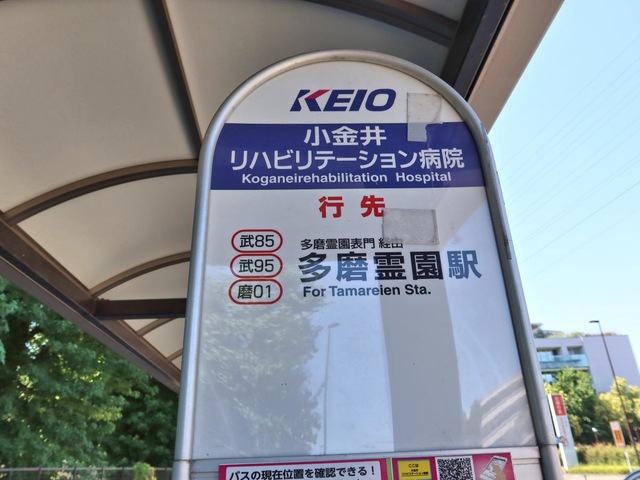 KEIO
小金井
リハビリテーション病院
Koganeirehabilitation Hospital
行先
武85
多磨霊園表門 経由
武95
多磨霊園駅
磨01
For Tamareien Sta.
バスの現在位置を確認できる!
ここは